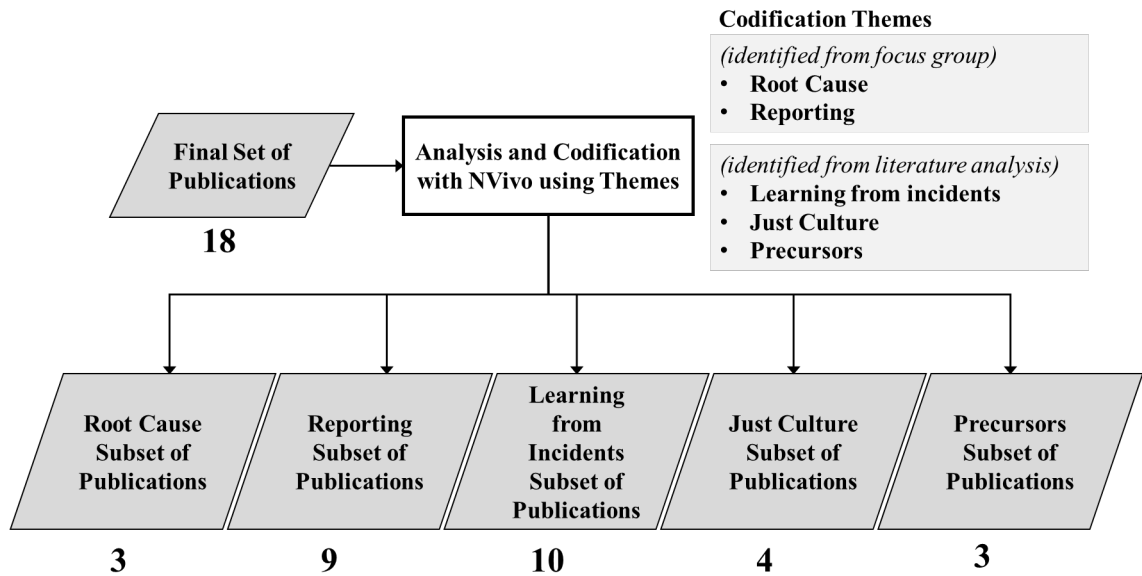 Codification Themes
(identified from focus group)
• Root Cause
• Reporting
(identified from literature analysis)
• Learning from incidents
• Just Culture
• Precursors
Final Set of
Publications
18
Analysis and Codification
with NVivo using Themes
Root Cause
Subset of
Publications
3
Reporting
Subset of
Publications
9
Learning
from
Incidents
Subset of
Publications
10
Just Culture
Subset of
Publications
4
Precursors
Subset of
Publications
3